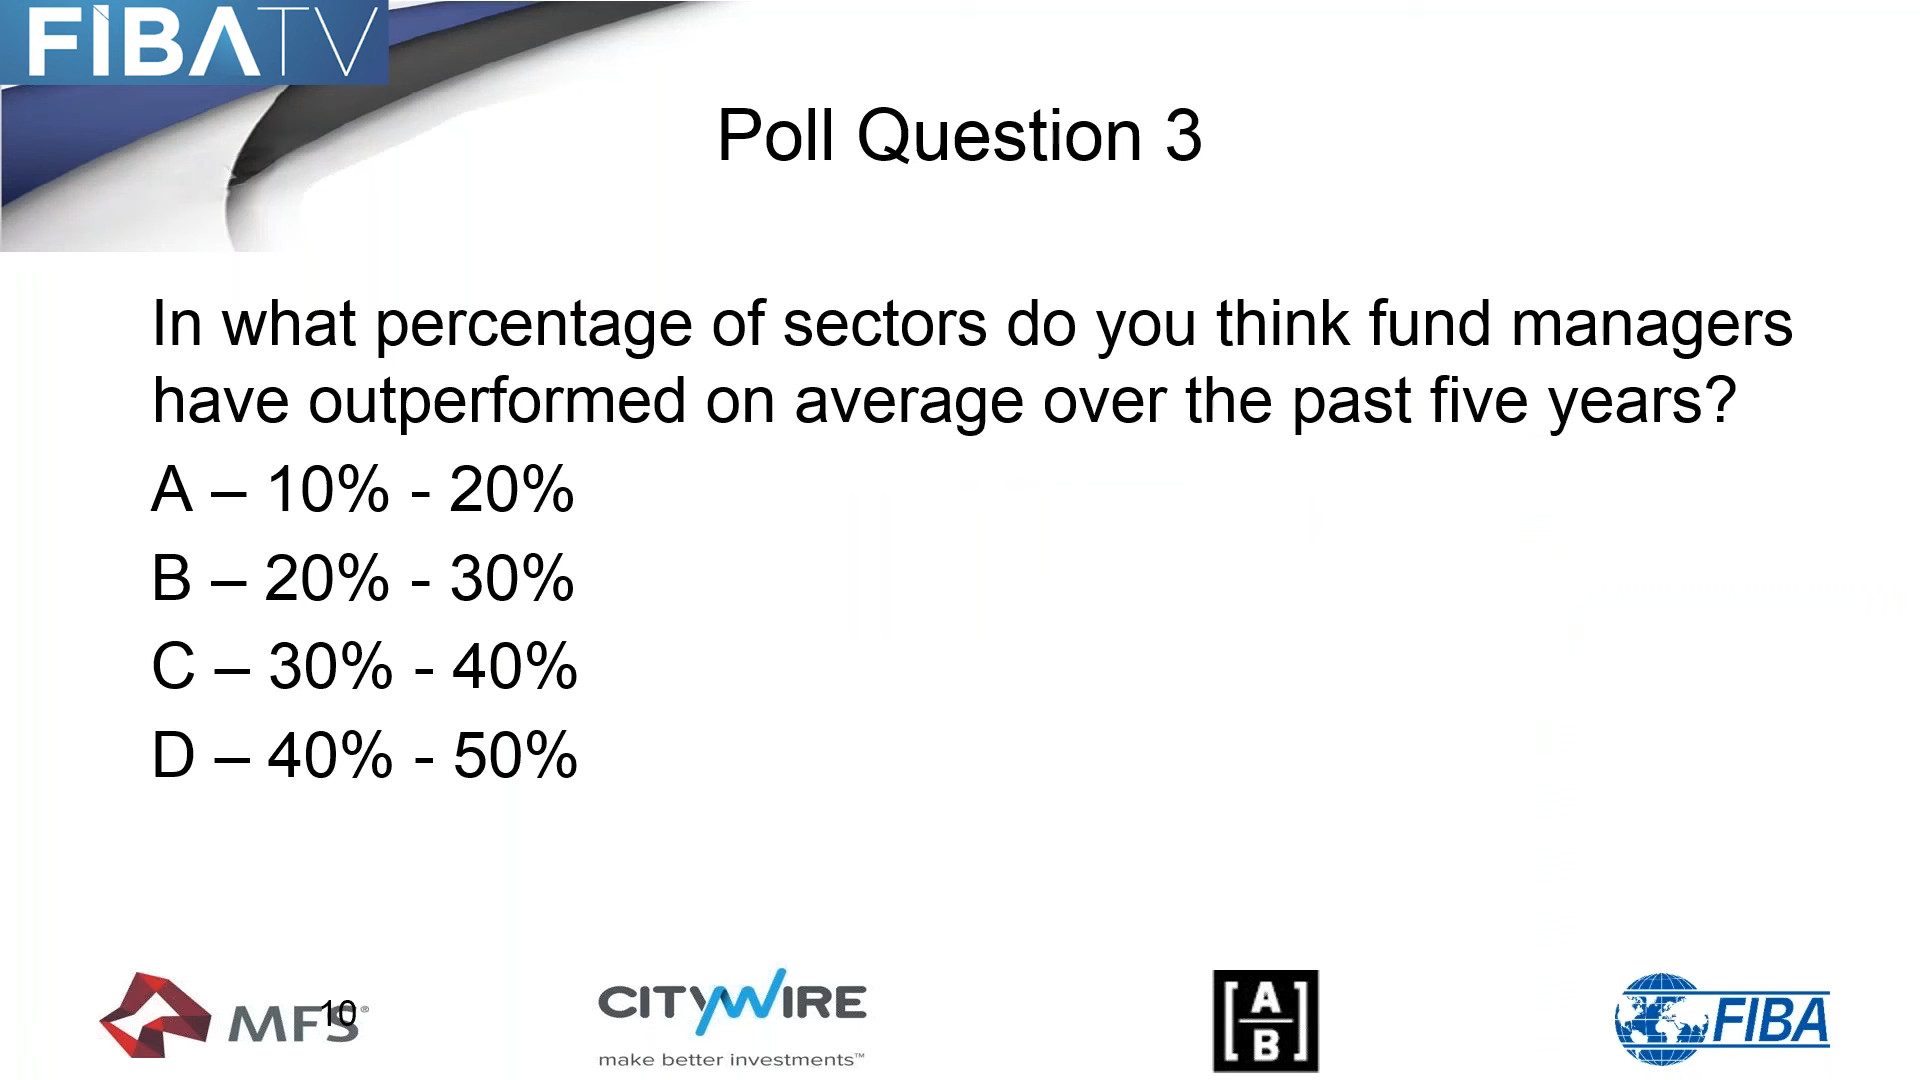 FIBATV
Poll Question 3
In what percentage of sectors do you think fund managers
have outperformed on average over the past five years?
A – 10% - 20%
B – 20% - 30%
C – 30% - 40%
D – 40% - 50%
MFS®
10
CITYWIRE
make better investments™
[A
B]
FIBA